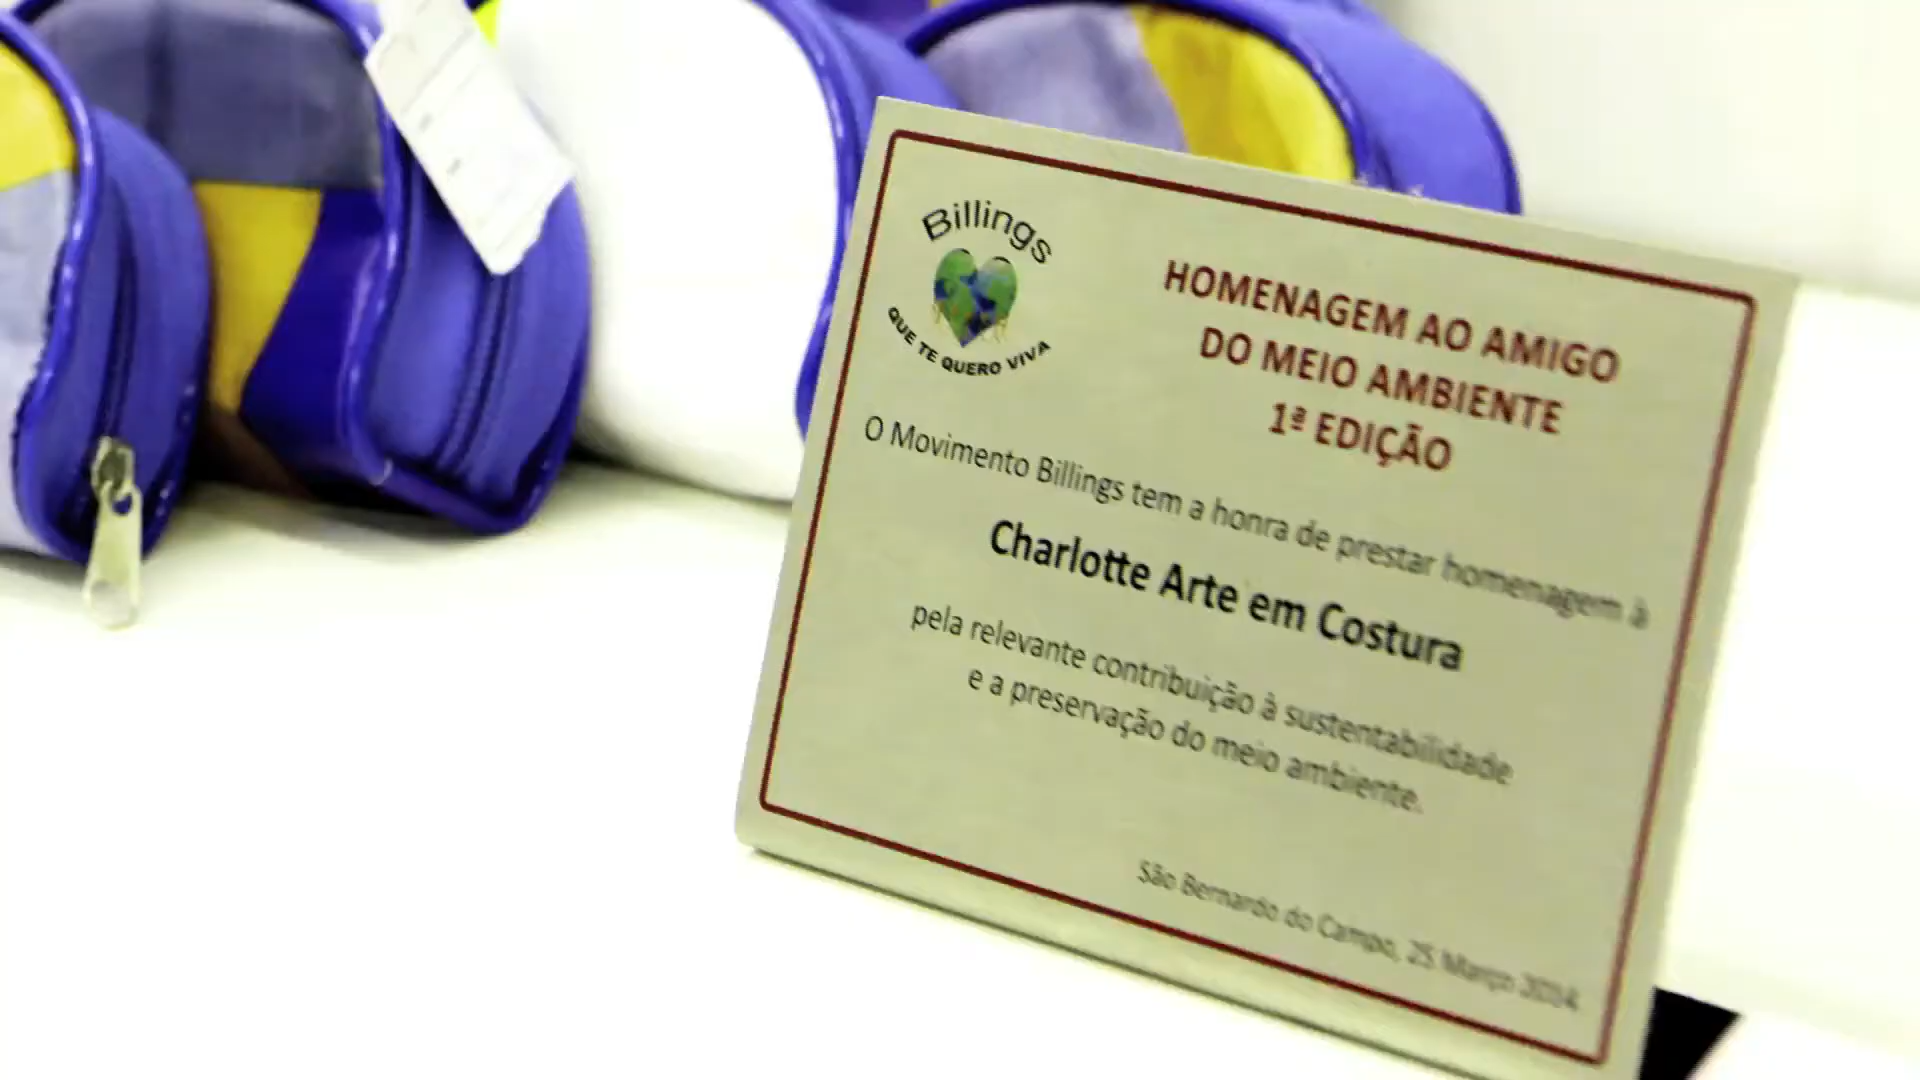 Billings
QUE TE QUERO VIVA
HOMENAGEM AO AMIGO
DO MEIO AMBIENTE
1ª EDIÇÃO
O Movimento Billings tem a honra de prestar homenagem à
Charlotte Arte em Costura
pela relevante contribuição à sustentabilidade
e a preservação do meio ambiente.
São Bernardo do Campo, 25 Março 2014